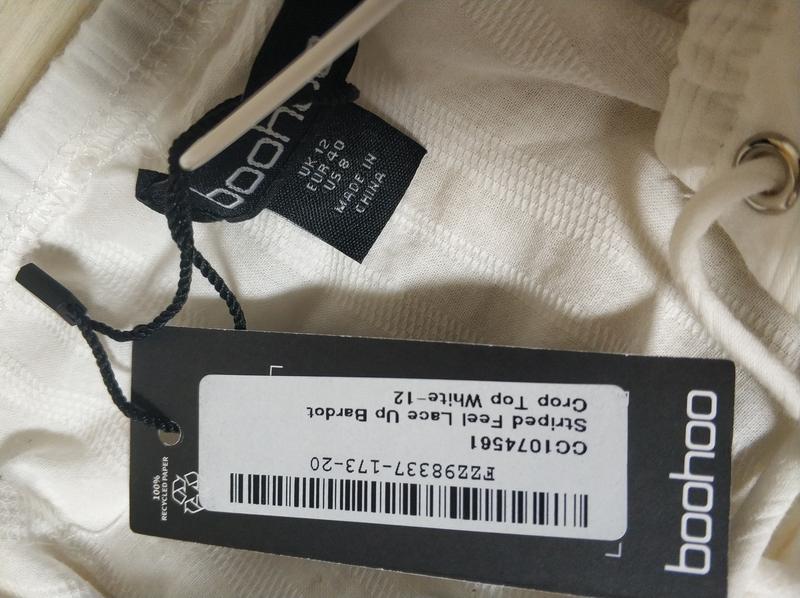 boohoo
UK 12
EUR 40
US 8
MADE IN
CHINA
100%
RECYCLED PAPER
FZZ98337-173-20
CC1074561
Striped Feel Lace Up Bardot
Crop Top White-12
boohoo